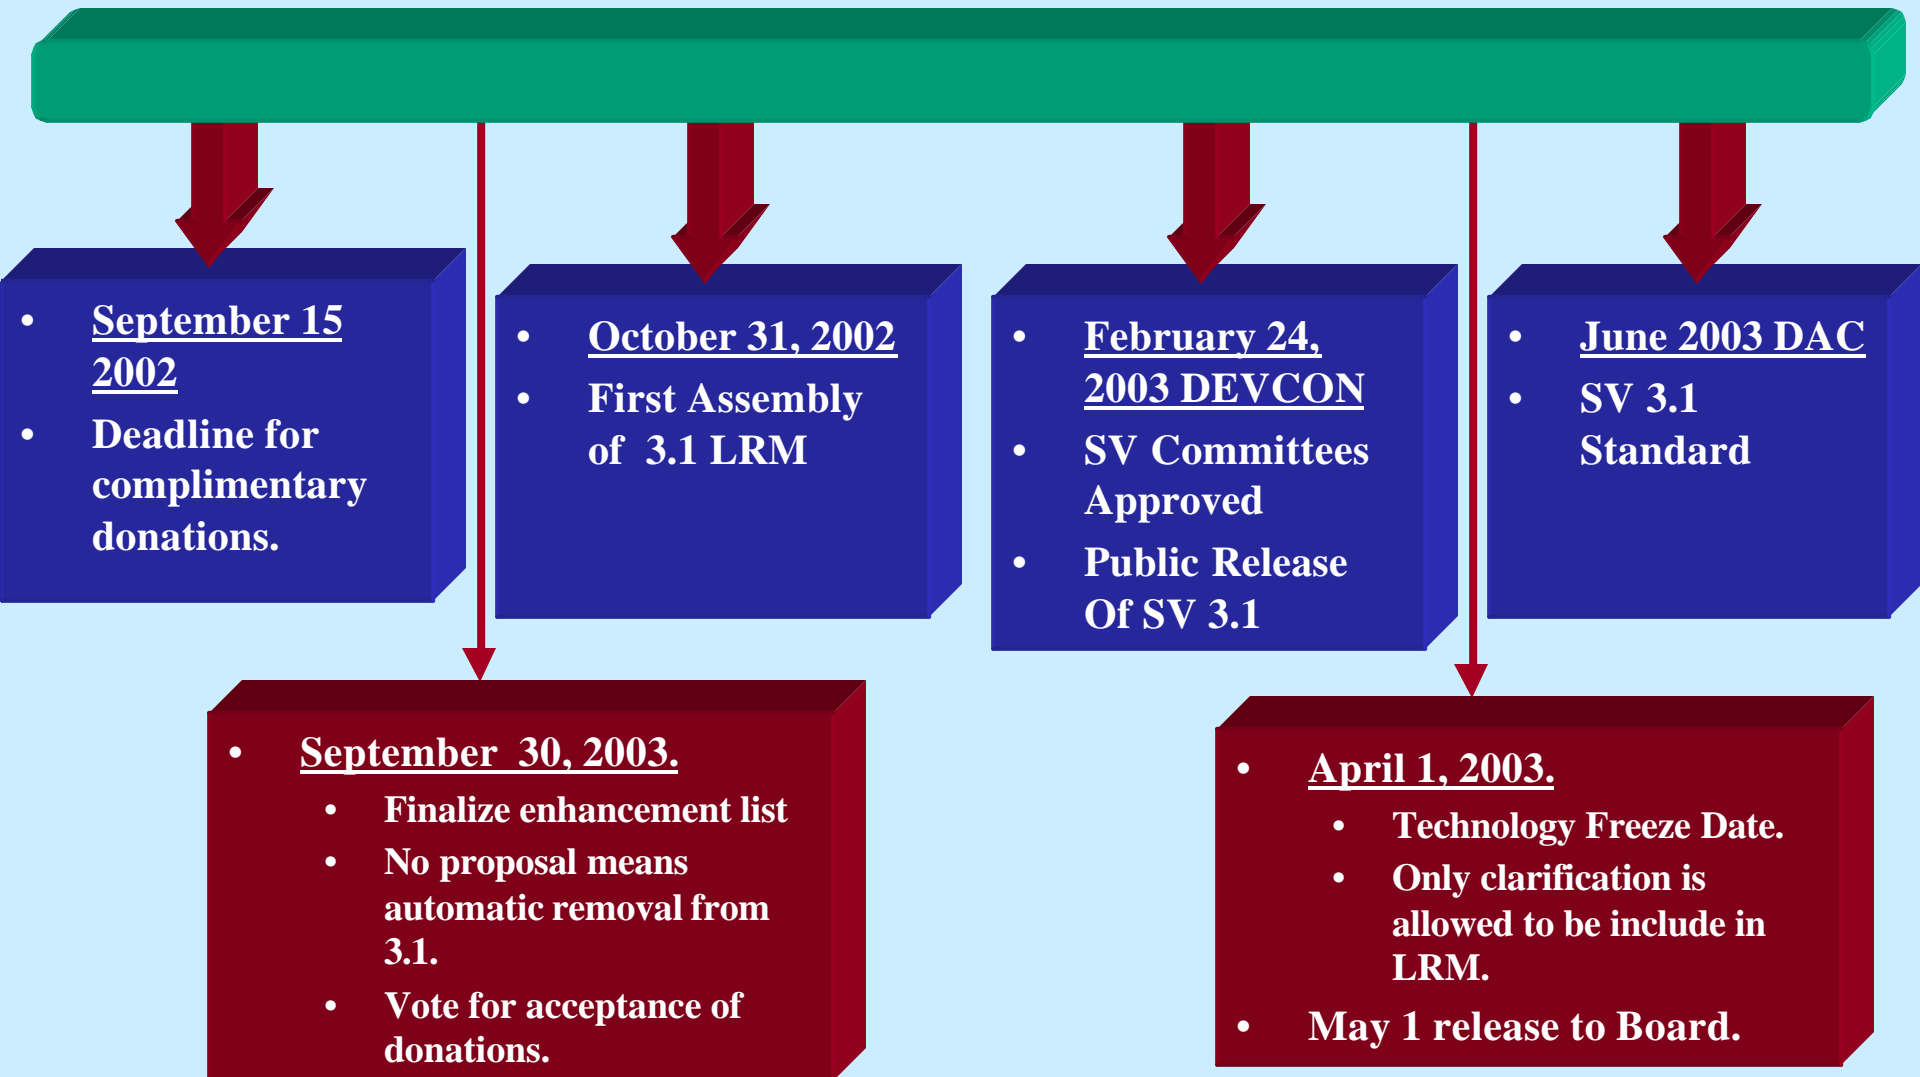 • September 15
2002
• Deadline for
complimentary
donations.
• October 31, 2002
• First Assembly
of 3.1 LRM
• February 24,
2003 DEVCON
• SV Committees
Approved
• Public Release
Of SV 3.1
• June 2003 DAC
• SV 3.1
Standard
• September 30, 2003.
• Finalize enhancement list
• No proposal means
automatic removal from
3.1.
• Vote for acceptance of
donations.
• April 1, 2003.
• Technology Freeze Date.
• Only clarification is
allowed to be include in
LRM.
• May 1 release to Board.